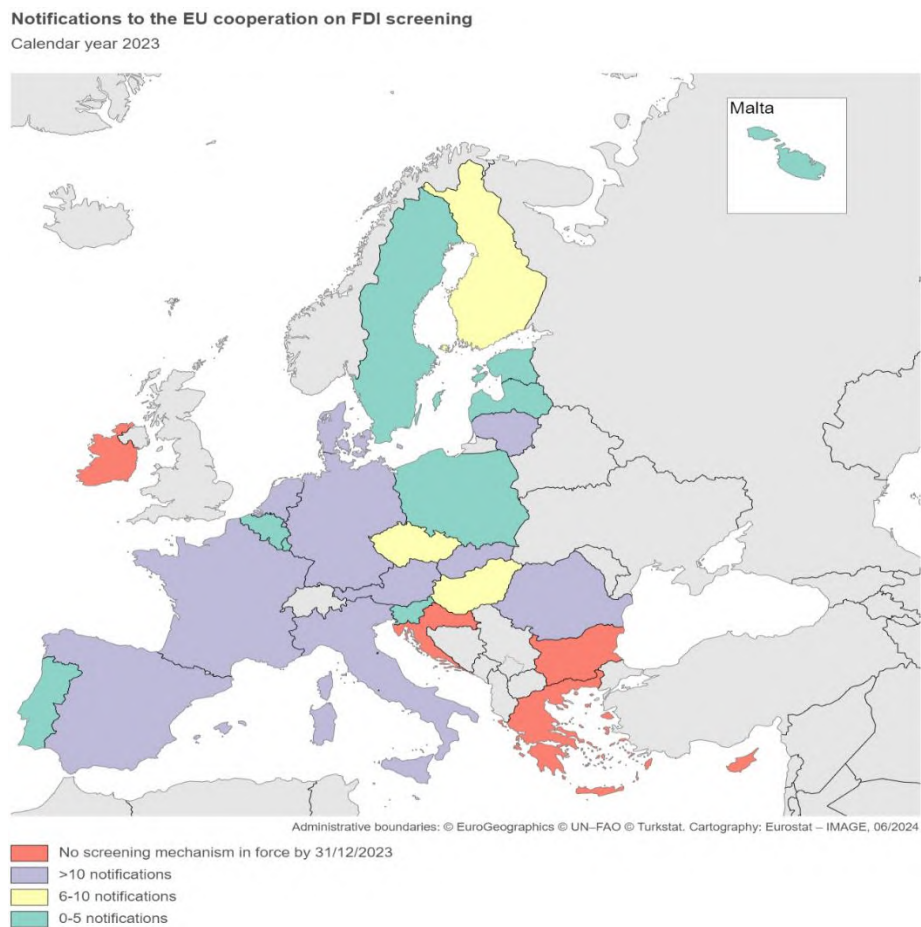 Notifications to the EU cooperation on FDI screening
Calendar year 2023
Malta
Administrative boundaries: © EuroGeographics © UN–FAO © Turkstat. Cartography: Eurostat – IMAGE, 06/2024
No screening mechanism in force by 31/12/2023
>10 notifications
6-10 notifications
0-5 notifications